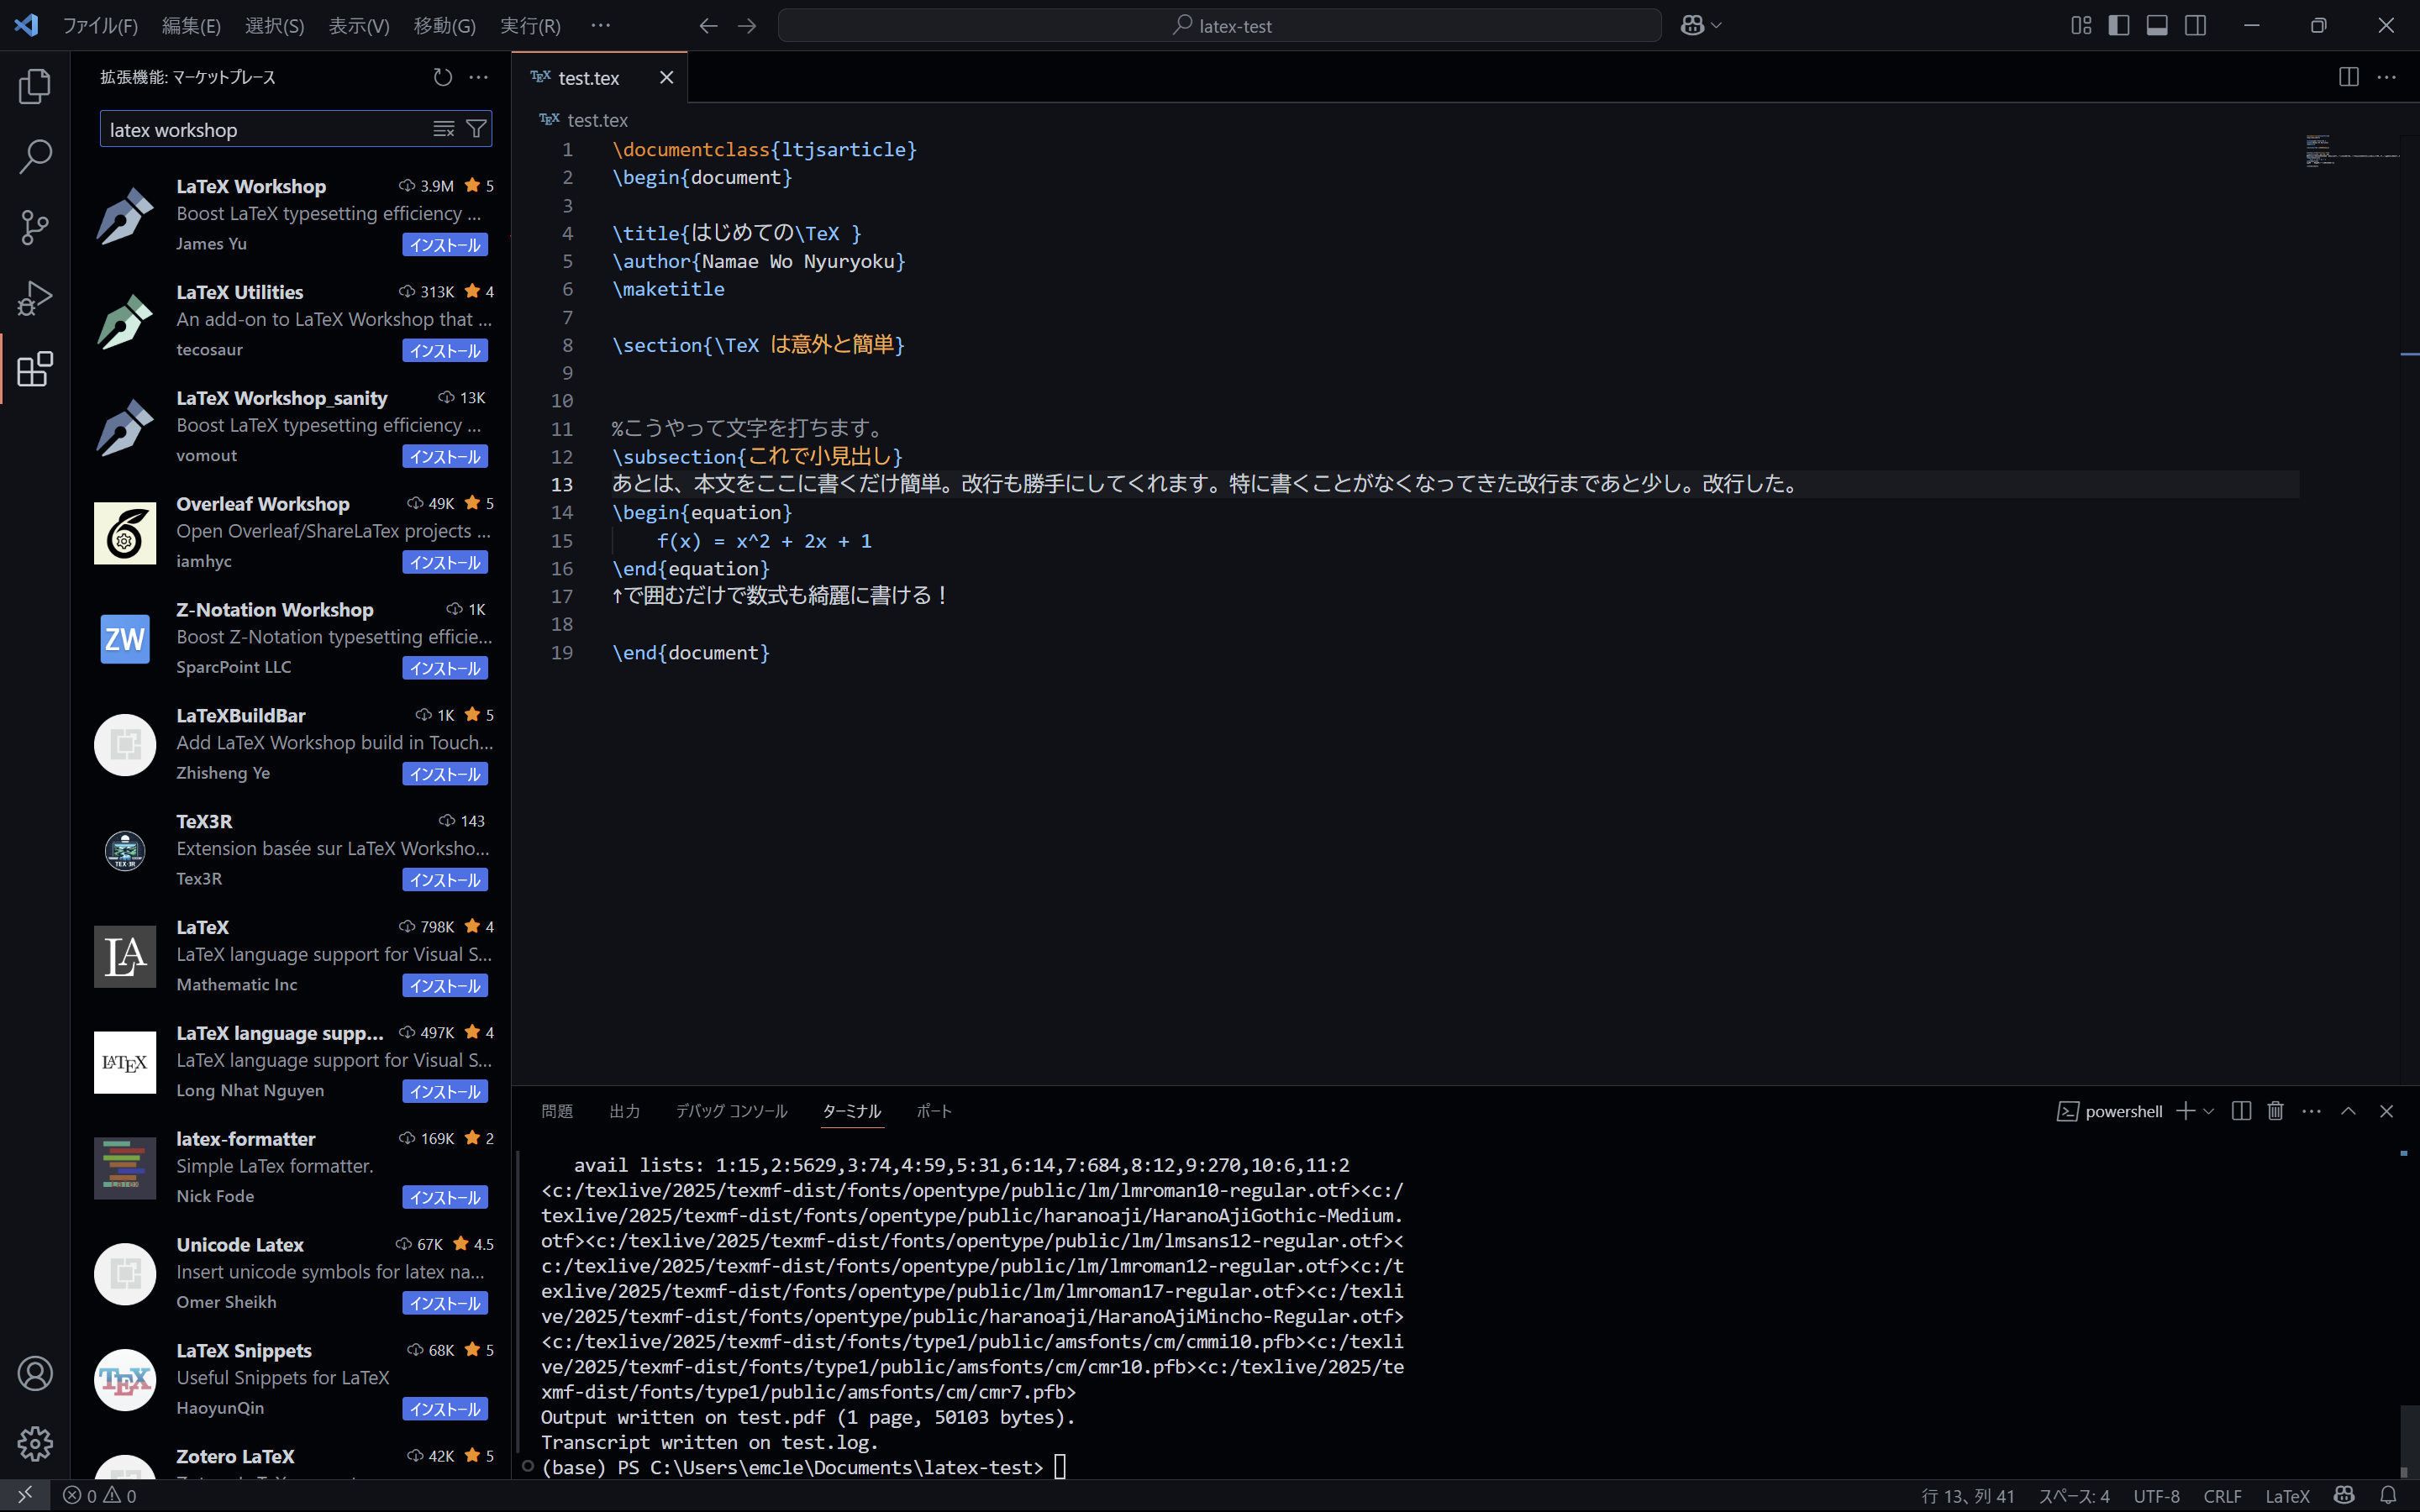 ファイル(F) 編集(E) 選択(S) 表示(V) 移動(G) 実行(R) ⋯ latex-test
拡張機能: マーケットプレース
latex workshop
LaTeX Workshop 3.9M 5
Boost LaTeX typesetting efficiency ...
James Yu インストール
LaTeX Utilities 313K 4
An add-on to LaTeX Workshop that ...
tecosaur インストール
LaTeX Workshop_sanity 13K
Boost LaTeX typesetting efficiency ...
vomout インストール
Overleaf Workshop 49K 5
Open Overleaf/ShareLaTex projects ...
iamhyc インストール
ZW
Z-Notation Workshop 1K
Boost Z-Notation typesetting efficie...
SparcPoint LLC インストール
LaTeXBuildBar 1K 5
Add LaTeX Workshop build in Touch...
Zhisheng Ye インストール
TeX3R 143
Extension basée sur LaTeX Worksho...
Tex3R インストール
LA
LaTeX 798K 4
LaTeX language support for Visual S...
Mathematic Inc インストール
LATEX
LaTeX language supp... 497K 4
LaTeX language support for Visual S...
Long Nhat Nguyen インストール
latex-formatter 169K 2
Simple LaTex formatter.
Nick Fode インストール
Unicode Latex 67K 4.5
Insert unicode symbols for latex na...
Omer Sheikh インストール
TEX
LaTeX Snippets 68K 5
Useful Snippets for LaTeX
HaoyunQin インストール
Zotero LaTeX 42K 5
TEX test.tex
TEX test.tex
1 \documentclass{ltjsarticle}
2 \begin{document}
3
4 \title{はじめての\TeX }
5 \author{Namae Wo Nyuryoku}
6 \maketitle
7
8 \section{\TeX は意外と簡単}
9
10
11 %こうやって文字を打ちます。
12 \subsection{これで小見出し}
13 あとは、本文をここに書くだけ簡単。改行も勝手にしてくれます。特に書くことがなくなってきた改行まであと少し。改行した。
14 \begin{equation}
15 f(x) = x^2 + 2x + 1
16 \end{equation}
17 ↑で囲むだけで数式も綺麗に書ける！
18
19 \end{document}
問題 出力 デバッグ コンソール ターミナル ポート powershell
avail lists: 1:15,2:5629,3:74,4:59,5:31,6:14,7:684,8:12,9:270,10:6,11:2
<c:/texlive/2025/texmf-dist/fonts/opentype/public/lm/lmroman10-regular.otf><c:/
texlive/2025/texmf-dist/fonts/opentype/public/haranoaji/HaranoAjiGothic-Medium.
otf><c:/texlive/2025/texmf-dist/fonts/opentype/public/lm/lmsans12-regular.otf><
c:/texlive/2025/texmf-dist/fonts/opentype/public/lm/lmroman12-regular.otf><c:/t
exlive/2025/texmf-dist/fonts/opentype/public/lm/lmroman17-regular.otf><c:/texli
ve/2025/texmf-dist/fonts/opentype/public/haranoaji/HaranoAjiMincho-Regular.otf>
<c:/texlive/2025/texmf-dist/fonts/type1/public/amsfonts/cm/cmmi10.pfb><c:/texli
ve/2025/texmf-dist/fonts/type1/public/amsfonts/cm/cmr10.pfb><c:/texlive/2025/te
xmf-dist/fonts/type1/public/amsfonts/cm/cmr7.pfb>
Output written on test.pdf (1 page, 50103 bytes).
Transcript written on test.log.
(base) PS C:\Users\emcle\Documents\latex-test>
0 0 行 13、列 41 スペース: 4 UTF-8 CRLF LaTeX